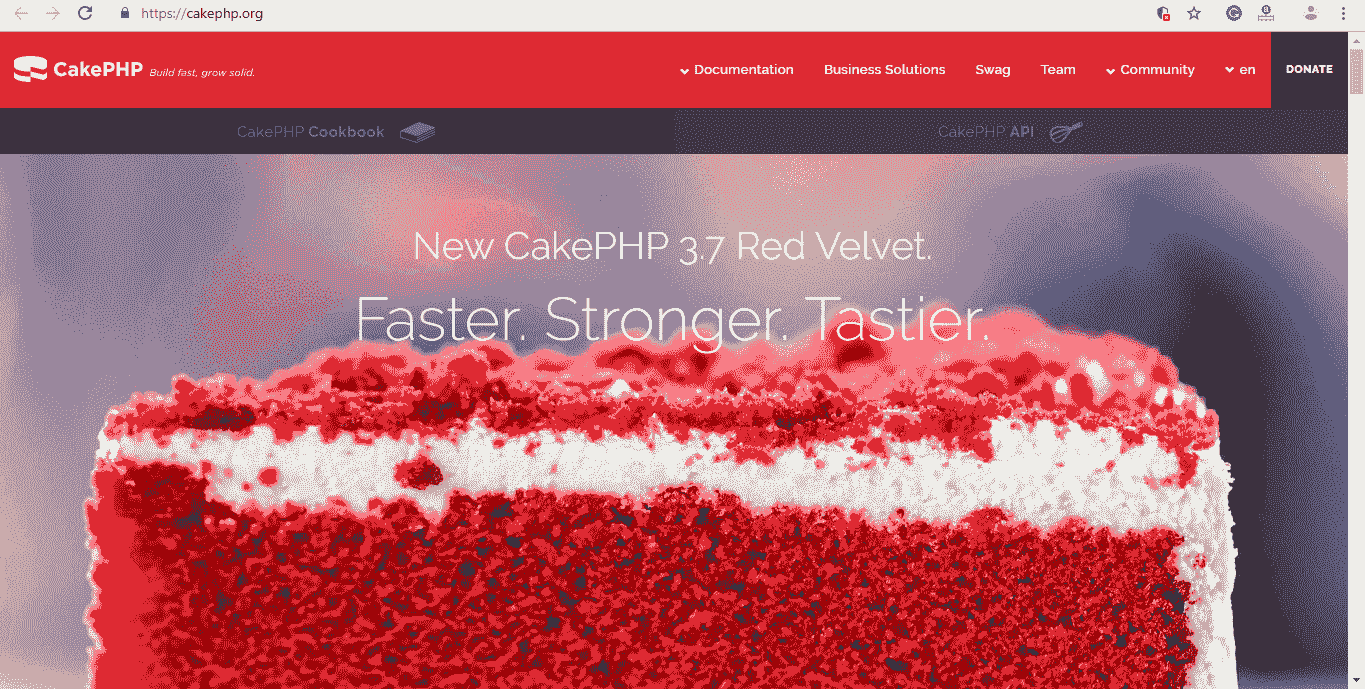 https://cakephp.org
CakePHP Build fast, grow solid.
Documentation Business Solutions Swag Team Community en DONATE
CakePHP Cookbook CakePHP API
New CakePHP 3.7 Red Velvet.
Faster. Stronger. Tastier.